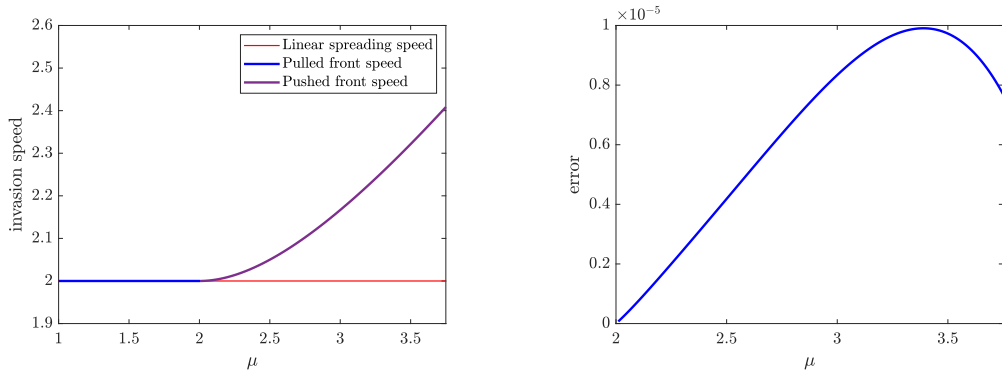 2.6
2.5
2.4
2.3
2.2
2.1
2
1.9
invasion speed
1 1.5 2 2.5 3 3.5
μ
Linear spreading speed
Pulled front speed
Pushed front speed
×10⁻⁵
1
0.8
0.6
0.4
0.2
0
error
2 2.5 3 3.5
μ